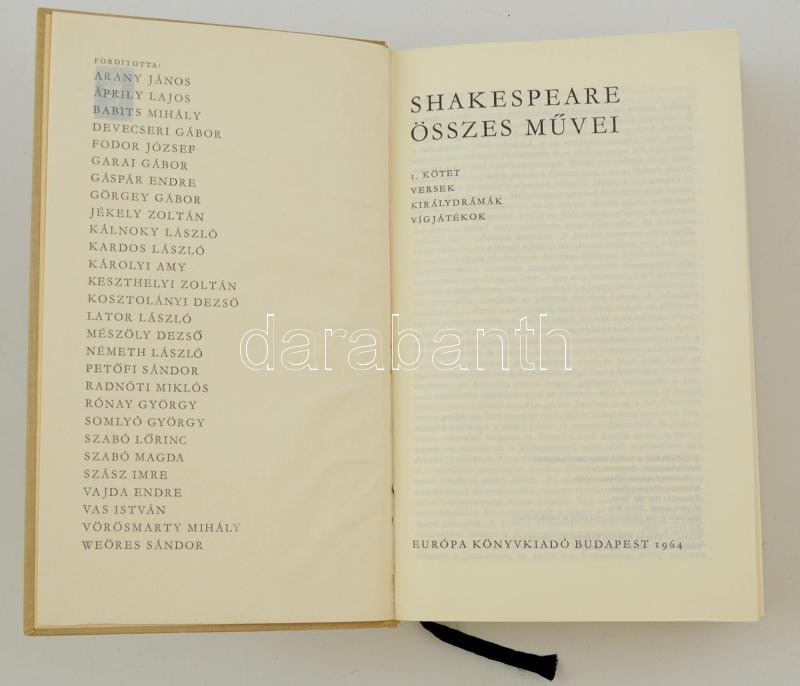 FORDÍTOTTA:
ARANY JÁNOS
ÁPRILY LAJOS
BABITS MIHÁLY
DEVECSERI GÁBOR
FODOR JÓZSEF
GARAI GÁBOR
GÁSPÁR ENDRE
GÖRGEY GÁBOR
JÉKELY ZOLTÁN
KÁLNOKY LÁSZLÓ
KARDOS LÁSZLÓ
KÁROLYI AMY
KESZTHELYI ZOLTÁN
KOSZTOLÁNYI DEZSŐ
LATOR LÁSZLÓ
MÉSZÖLY DEZSŐ
NÉMETH LÁSZLÓ
PETŐFI SÁNDOR
RADNÓTI MIKLÓS
RÓNAY GYÖRGY
SOMLYÓ GYÖRGY
SZABÓ LŐRINC
SZABÓ MAGDA
SZÁSZ IMRE
VAJDA ENDRE
VAS ISTVÁN
VÖRÖSMARTY MIHÁLY
WEÖRES SÁNDOR
SHAKESPEARE
ÖSSZES MŰVEI
1. KÖTET
VERSEK
KIRÁLYDRÁMÁK
VÍGJÁTÉKOK
EURÓPA KÖNYVKIADÓ BUDAPEST 1964
darabanth